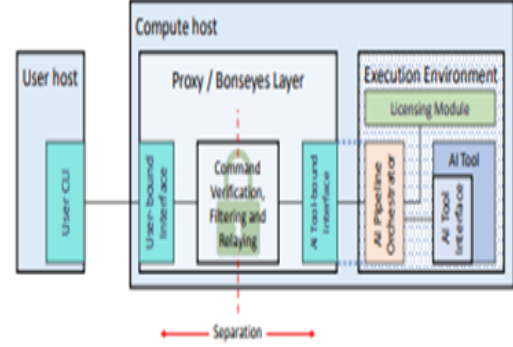 Compute host
User host
Proxy / Bonseyes Layer
Execution Environment
Licensing Module
User CLI
User-bound
Interface
Command
Verification,
Filtering and
Relaying
AI Tool-bound
Interface
AI Pipeline
Orchestrator
AI Tool
AI Tool
Interface
Separation